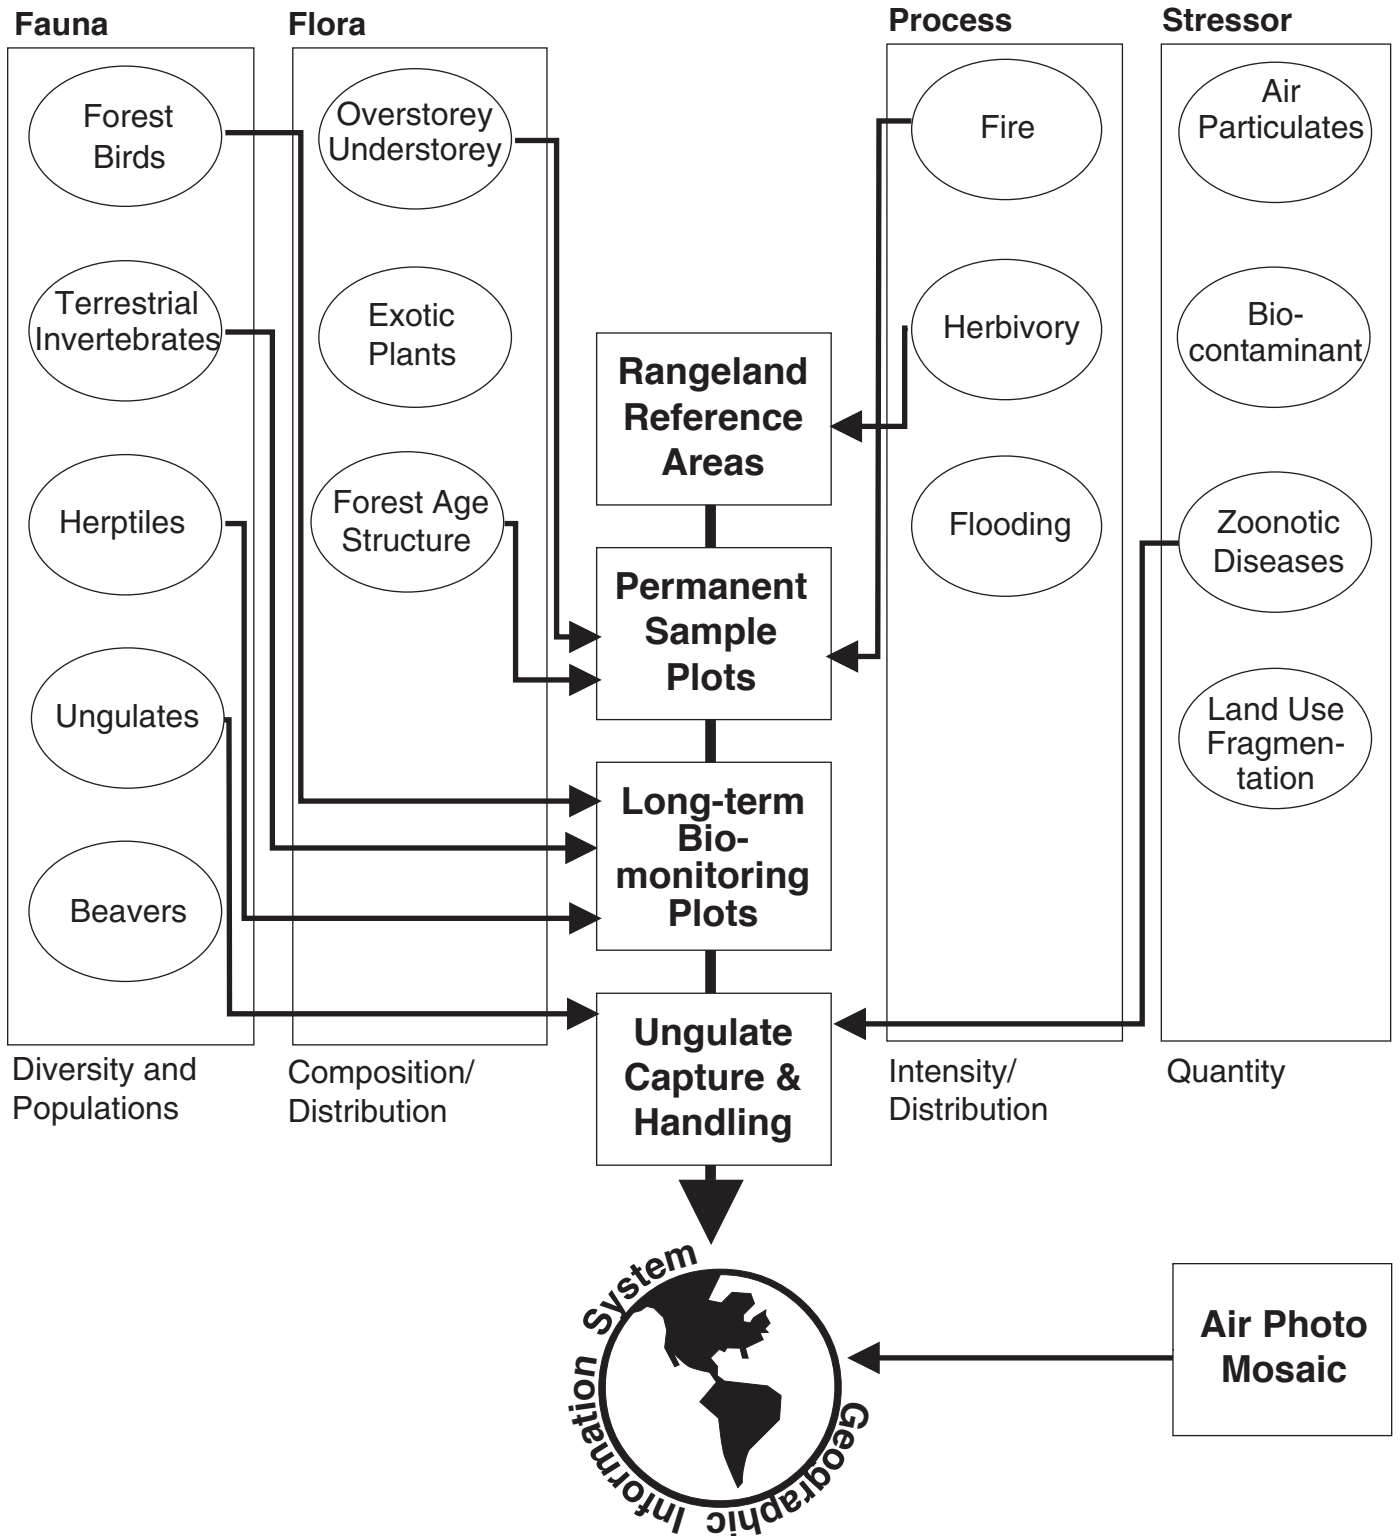 Fauna
Forest
Birds
Terrestrial
Invertebrates
Herptiles
Ungulates
Beavers
Diversity and
Populations
Flora
Overstorey
Understorey
Exotic
Plants
Forest Age
Structure
Composition/
Distribution
Rangeland
Reference
Areas
Permanent
Sample
Plots
Long-term
Bio-
monitoring
Plots
Ungulate
Capture &
Handling
Process
Fire
Herbivory
Flooding
Intensity/
Distribution
Stressor
Air
Particulates
Bio-
contaminant
Zoonotic
Diseases
Land Use
Fragmen-
tation
Quantity
Geographic Information System
Air Photo
Mosaic